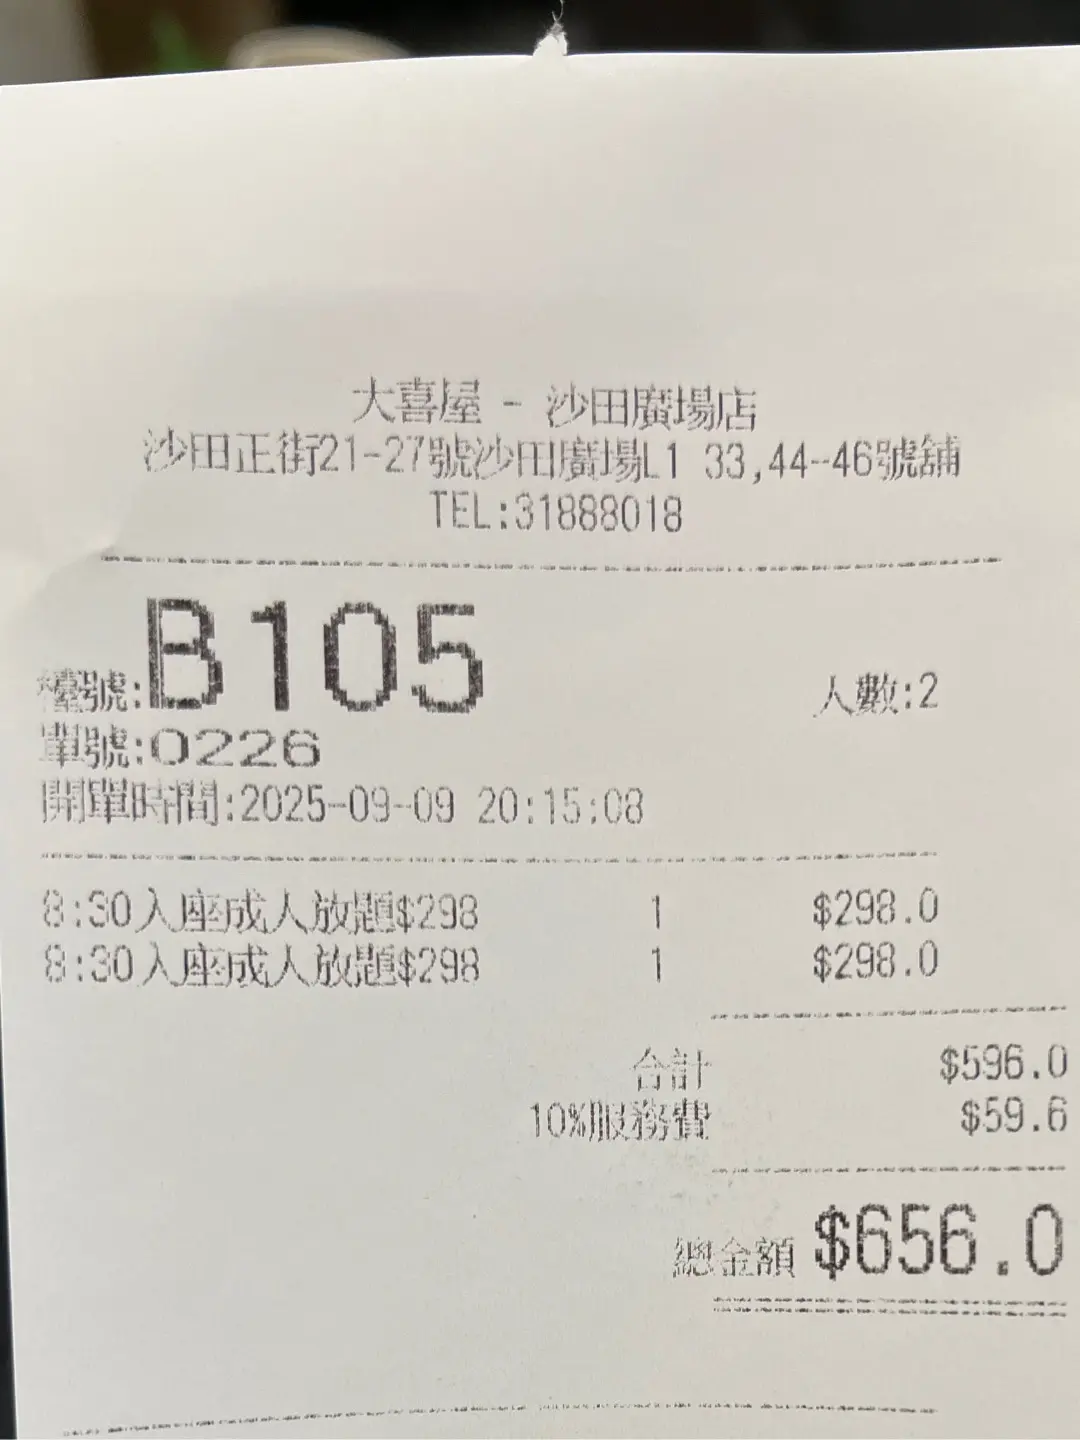 大喜屋 - 沙田廣場店
沙田正街21-27號沙田廣場L1 33,44-46號舖
TEL:31888018
檯號:B105 人數:2
單號:0226
開單時間:2025-09-09 20:15:08
8:30入座成人放題$298 1 $298.0
8:30入座成人放題$298 1 $298.0
合計 $596.0
10%服務費 $59.6
總金額 $656.0